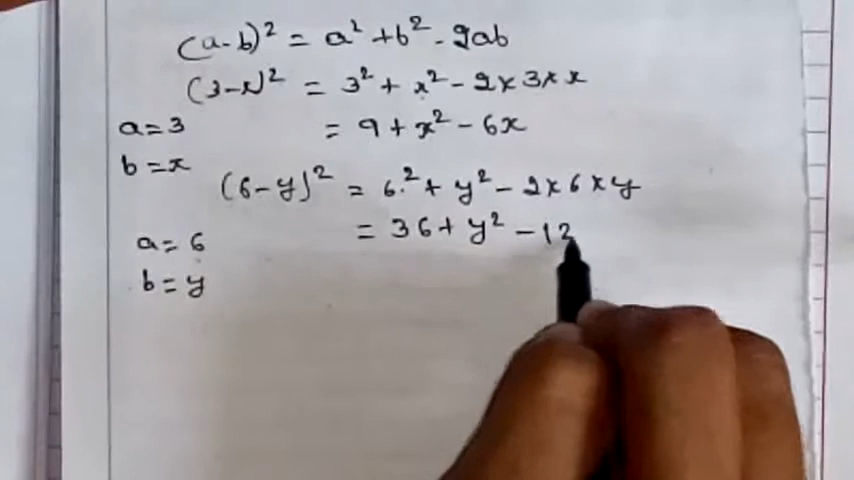 (a-b)² = a² + b² - 2ab
(3-x)² = 3² + x² - 2 × 3 × x
a = 3
= 9 + x² - 6x
b = x
(6-y)² = 6² + y² - 2 × 6 × y
= 36 + y² - 12
a = 6
b = y